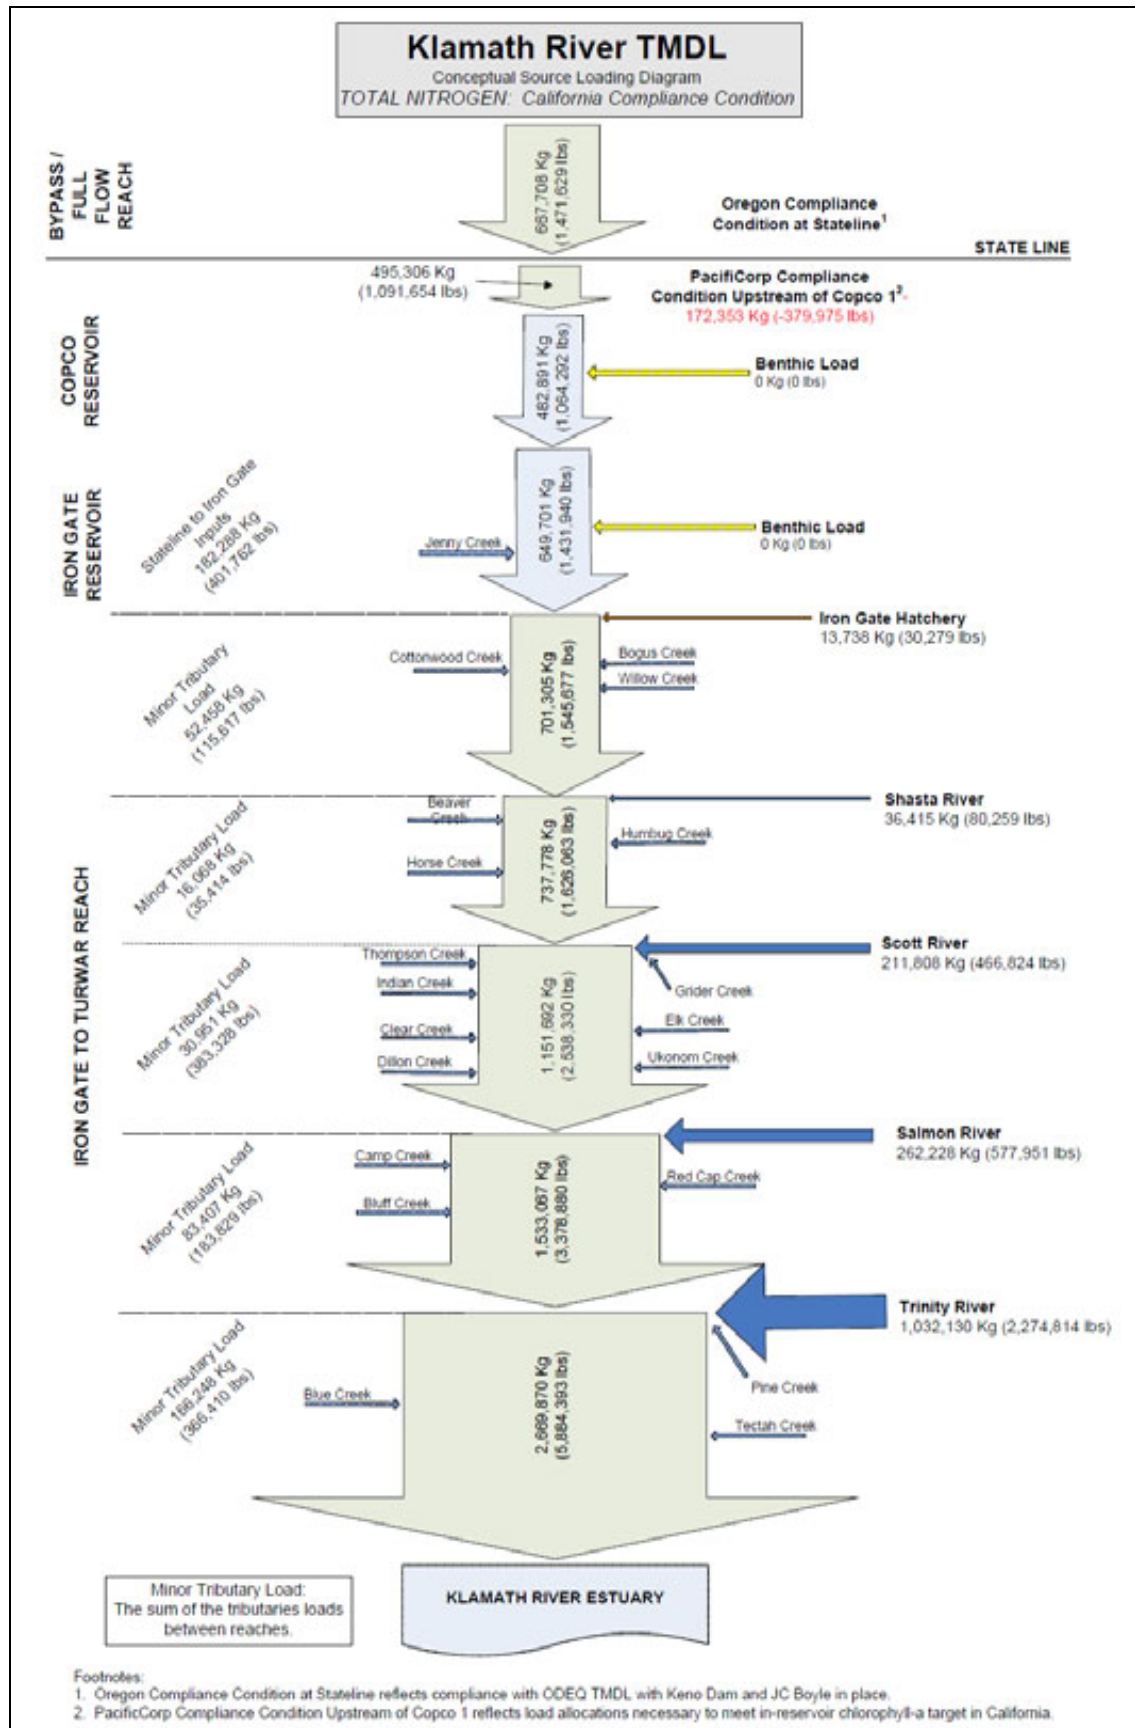 Klamath River TMDL
Conceptual Source Loading Diagram
TOTAL NITROGEN: California Compliance Condition
BYPASS /
FULL
FLOW
REACH
667,708 Kg
(1,471,629 lbs)
Oregon Compliance
Condition at Stateline1
STATE LINE
495,306 Kg
(1,091,654 lbs)
PacifiCorp Compliance
Condition Upstream of Copco 12-
172,353 Kg (-379,975 lbs)
COPCO
RESERVOIR
482,891 Kg
(1,064,292 lbs)
Benthic Load
0 Kg (0 lbs)
IRON GATE
RESERVOIR
Stateline to Iron Gate
Inputs
182,288 Kg
(401,762 lbs)
649,701 Kg
(1,431,940 lbs)
Jenny Creek
Benthic Load
0 Kg (0 lbs)
Iron Gate Hatchery
13,738 Kg (30,279 lbs)
Minor Tributary
Load
52,458 Kg
(115,617 lbs)
Cottonwood Creek
701,305 Kg
(1,545,677 lbs)
Bogus Creek
Willow Creek
IRON GATE TO TURWAR REACH
Shasta River
36,415 Kg (80,259 lbs)
Minor Tributary Load
16,068 Kg
(35,414 lbs)
Beaver
Creek
Horse Creek
737,778 Kg
(1,626,063 lbs)
Humbug Creek
Scott River
211,808 Kg (466,824 lbs)
Minor Tributary Load
30,951 Kg
(383,328 lbs)
Thompson Creek
Indian Creek
Clear Creek
Dillon Creek
1,151,692 Kg
(2,538,330 lbs)
Grider Creek
Elk Creek
Ukonom Creek
Salmon River
262,228 Kg (577,951 lbs)
Minor Tributary Load
83,407 Kg
(183,829 lbs)
Camp Creek
Bluff Creek
1,533,067 Kg
(3,378,880 lbs)
Red Cap Creek
Trinity River
1,032,130 Kg (2,274,814 lbs)
Minor Tributary Load
166,248 Kg
(366,410 lbs)
Blue Creek
2,669,870 Kg
(5,884,393 lbs)
Pine Creek
Tectah Creek
KLAMATH RIVER ESTUARY
Minor Tributary Load:
The sum of the tributaries loads
between reaches.
Footnotes:
1. Oregon Compliance Condition at Stateline reflects compliance with ODEQ TMDL with Keno Dam and JC Boyle in place.
2. PacificCorp Compliance Condition Upstream of Copco 1 reflects load allocations necessary to meet in-reservoir chlorophyll-a target in California.